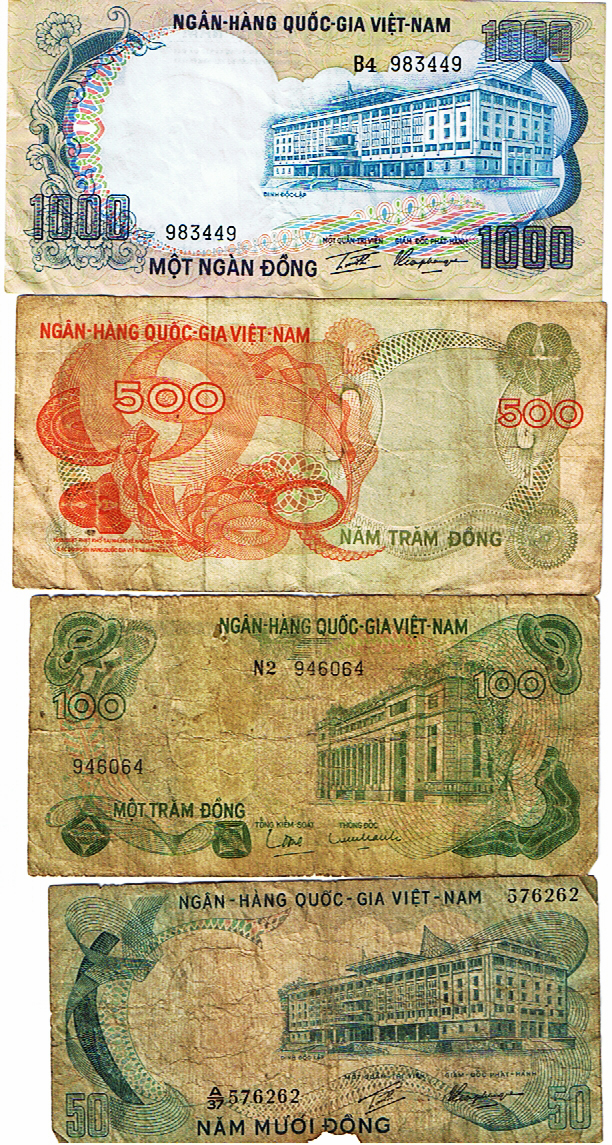 NGÂN-HÀNG QUỐC-GIA VIỆT-NAM
1000
B4 983449
ĐINH ĐỘC LẬP
1000
983449
MỘT QUẢN-TRỊ-VIÊN GIÁM ĐỐC PHÁT-HÀNH
1000
MỘT NGÀN ĐỒNG
NGÂN-HÀNG QUỐC-GIA VIỆT-NAM
500
500
NĂM TRĂM ĐỒNG
NGÂN-HÀNG QUỐC-GIA VIỆT-NAM
N2 946064
100
100
946064
MỘT TRĂM ĐỒNG
TỔNG KIỂM-SOÁT THỐNG-ĐỐC
NGÂN-HÀNG QUỐC-GIA VIỆT-NAM 576262
DINH ĐỘC LẬP
MỘT QUẢN-TRỊ-VIÊN GIÁM-ĐỐC PHÁT-HÀNH
A/37 576262
50
50
NĂM MƯƠI ĐỒNG